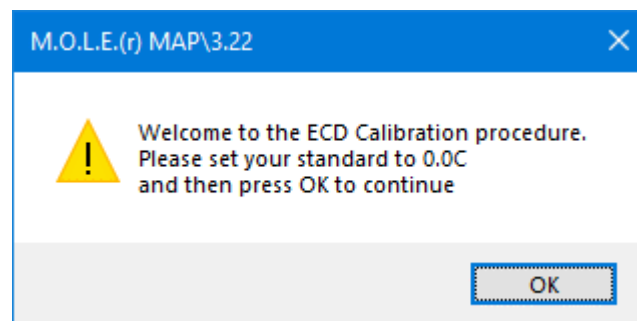 M.O.L.E.(r) MAP\3.22
Welcome to the ECD Calibration procedure.
Please set your standard to 0.0C
and then press OK to continue
OK